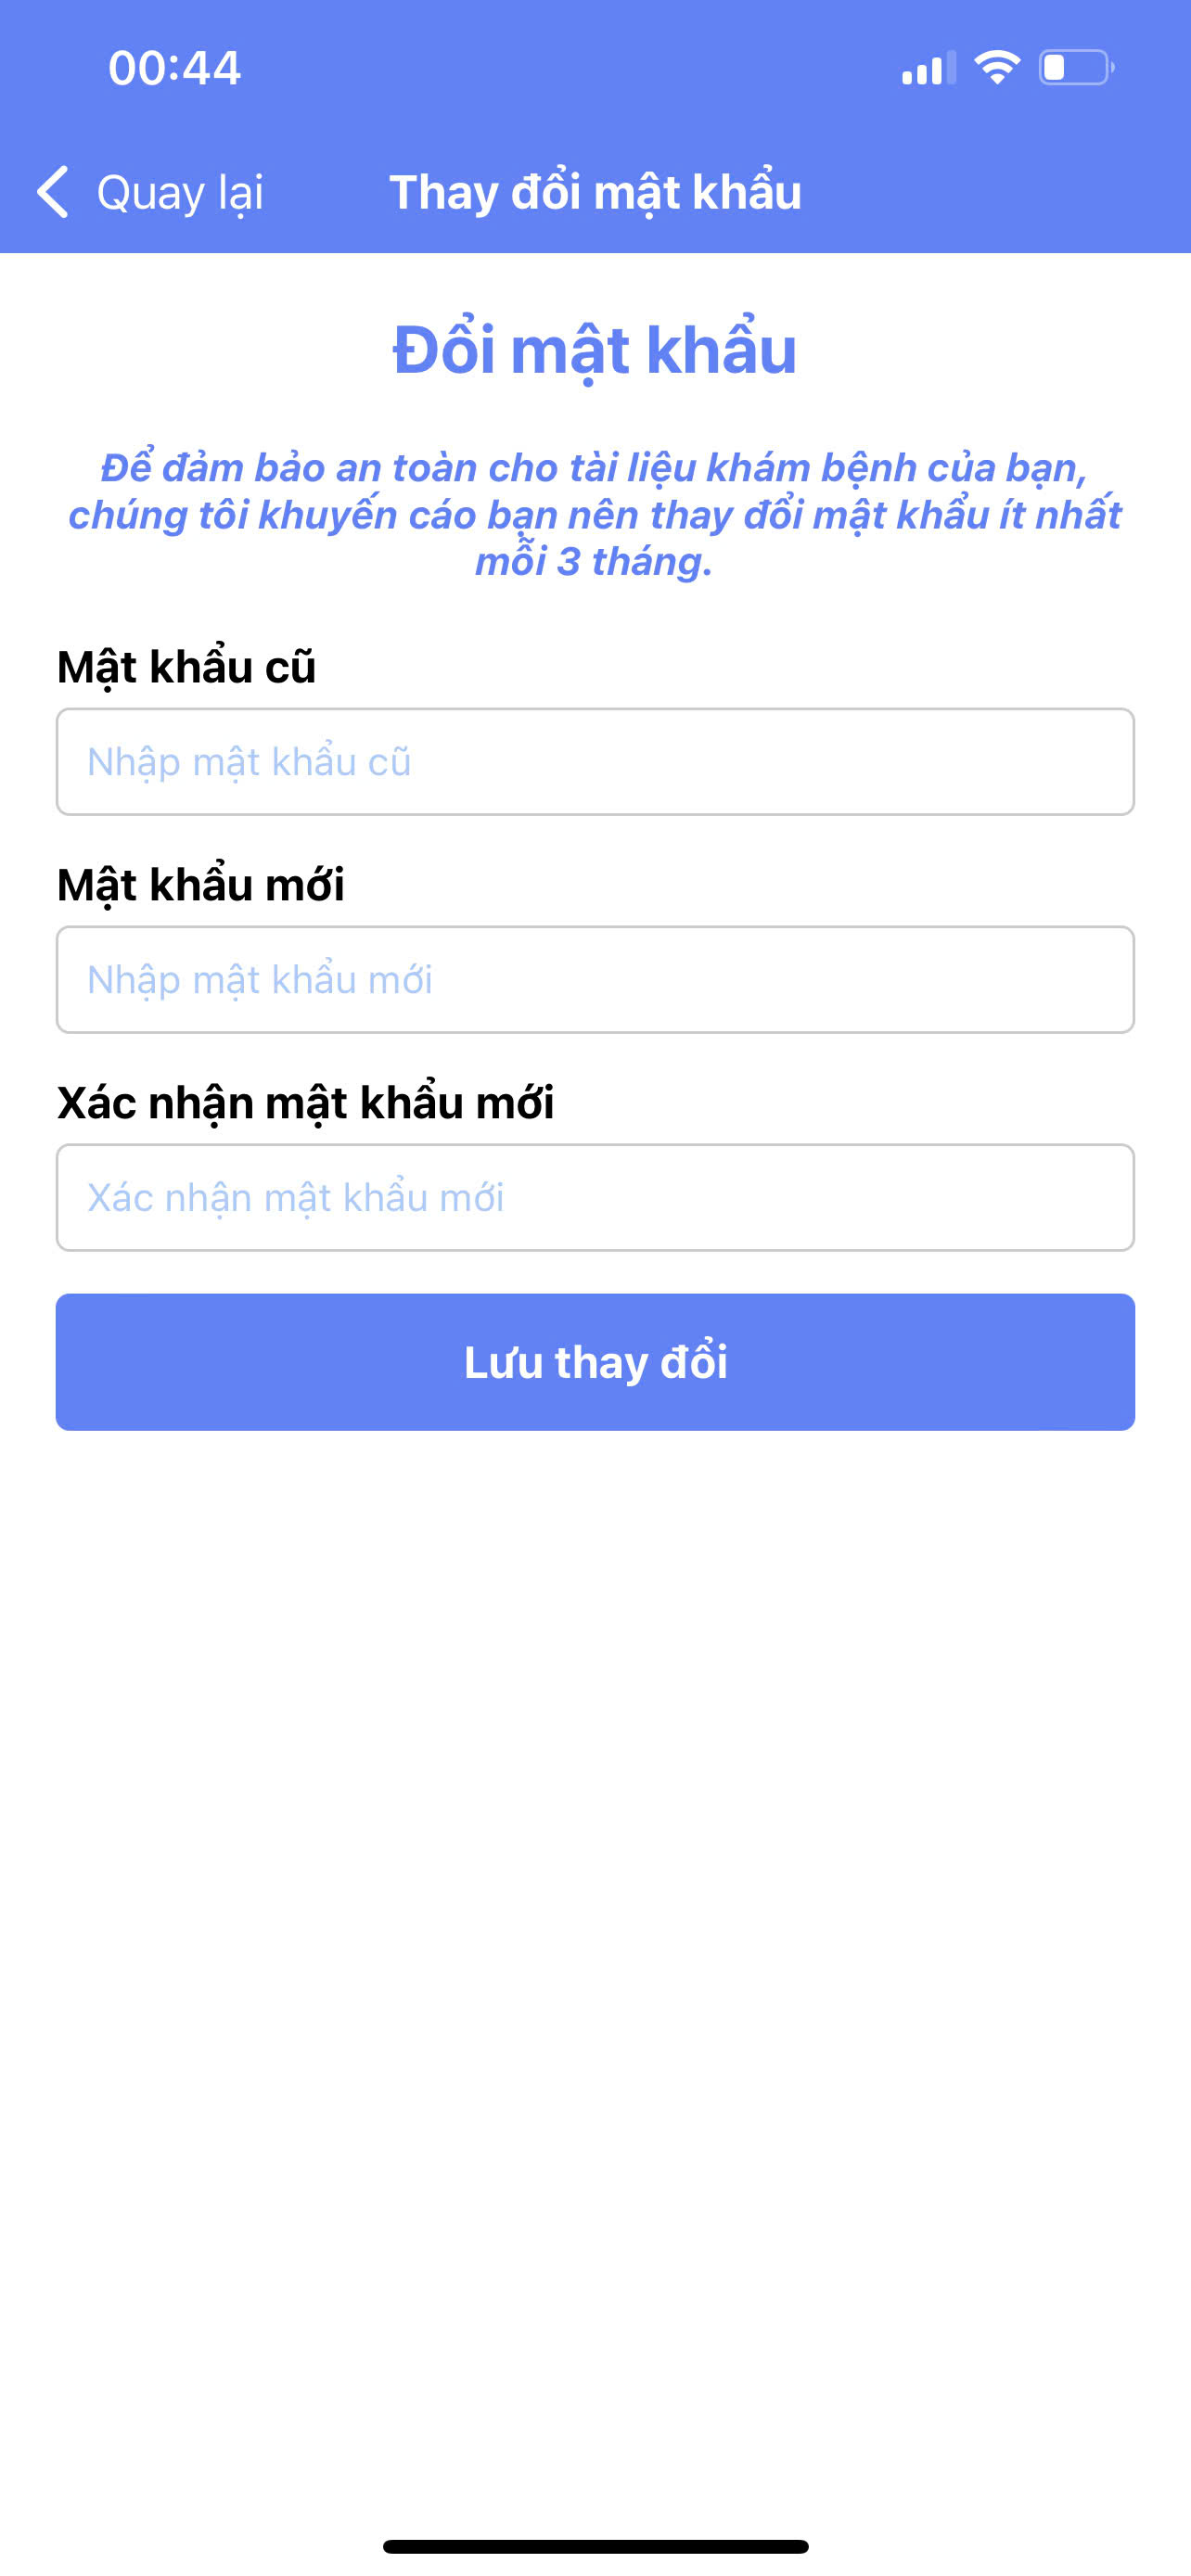 00:44
Quay lại
Thay đổi mật khẩu
Đổi mật khẩu
Để đảm bảo an toàn cho tài liệu khám bệnh của bạn,
chúng tôi khuyến cáo bạn nên thay đổi mật khẩu ít nhất
mỗi 3 tháng.
Mật khẩu cũ
Nhập mật khẩu cũ
Mật khẩu mới
Nhập mật khẩu mới
Xác nhận mật khẩu mới
Xác nhận mật khẩu mới
Lưu thay đổi